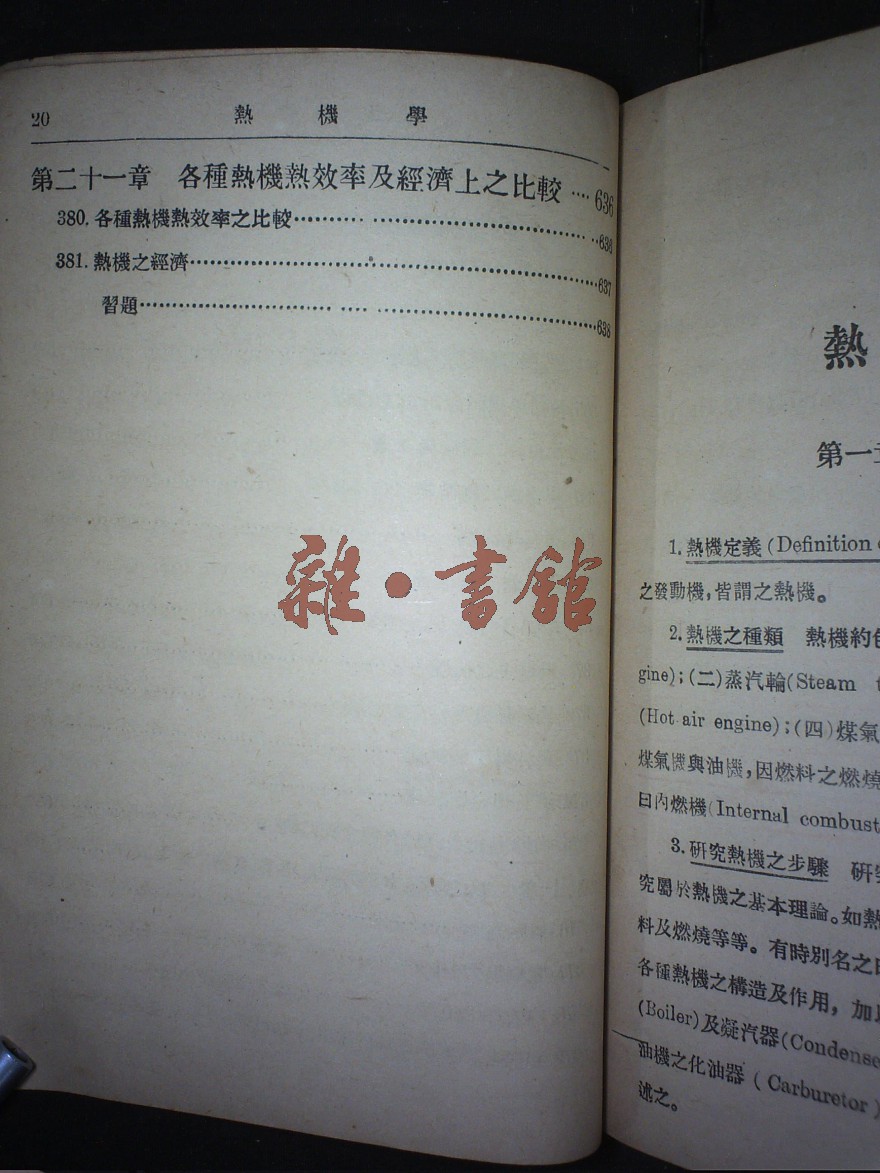 20 熱機學
第二十一章 各種熱機熱效率及經濟上之比較 ···· 636
380. 各種熱機熱效率之比較·········· ······························ ··636
381. 熱機之經濟··························································637
習題···························· ···· ································638
雜·書館
熱
第一
1. 熱機定義 (Definition
之發動機,皆謂之熱機。
2. 熱機之種類 熱機約
gine);(二)蒸汽輪(Steam
(Hot air engine);(四)煤氣
煤氣機與油機,因燃料之燃燒
曰內燃機(Internal combust
3. 研究熱機之步驟 研
究屬於熱機之基本理論。如熱
料及燃燒等等。有時別名之曰
各種熱機之構造及作用,加
(Boiler)及凝汽器(Condense
油機之化油器 (Carburetor)
述之。